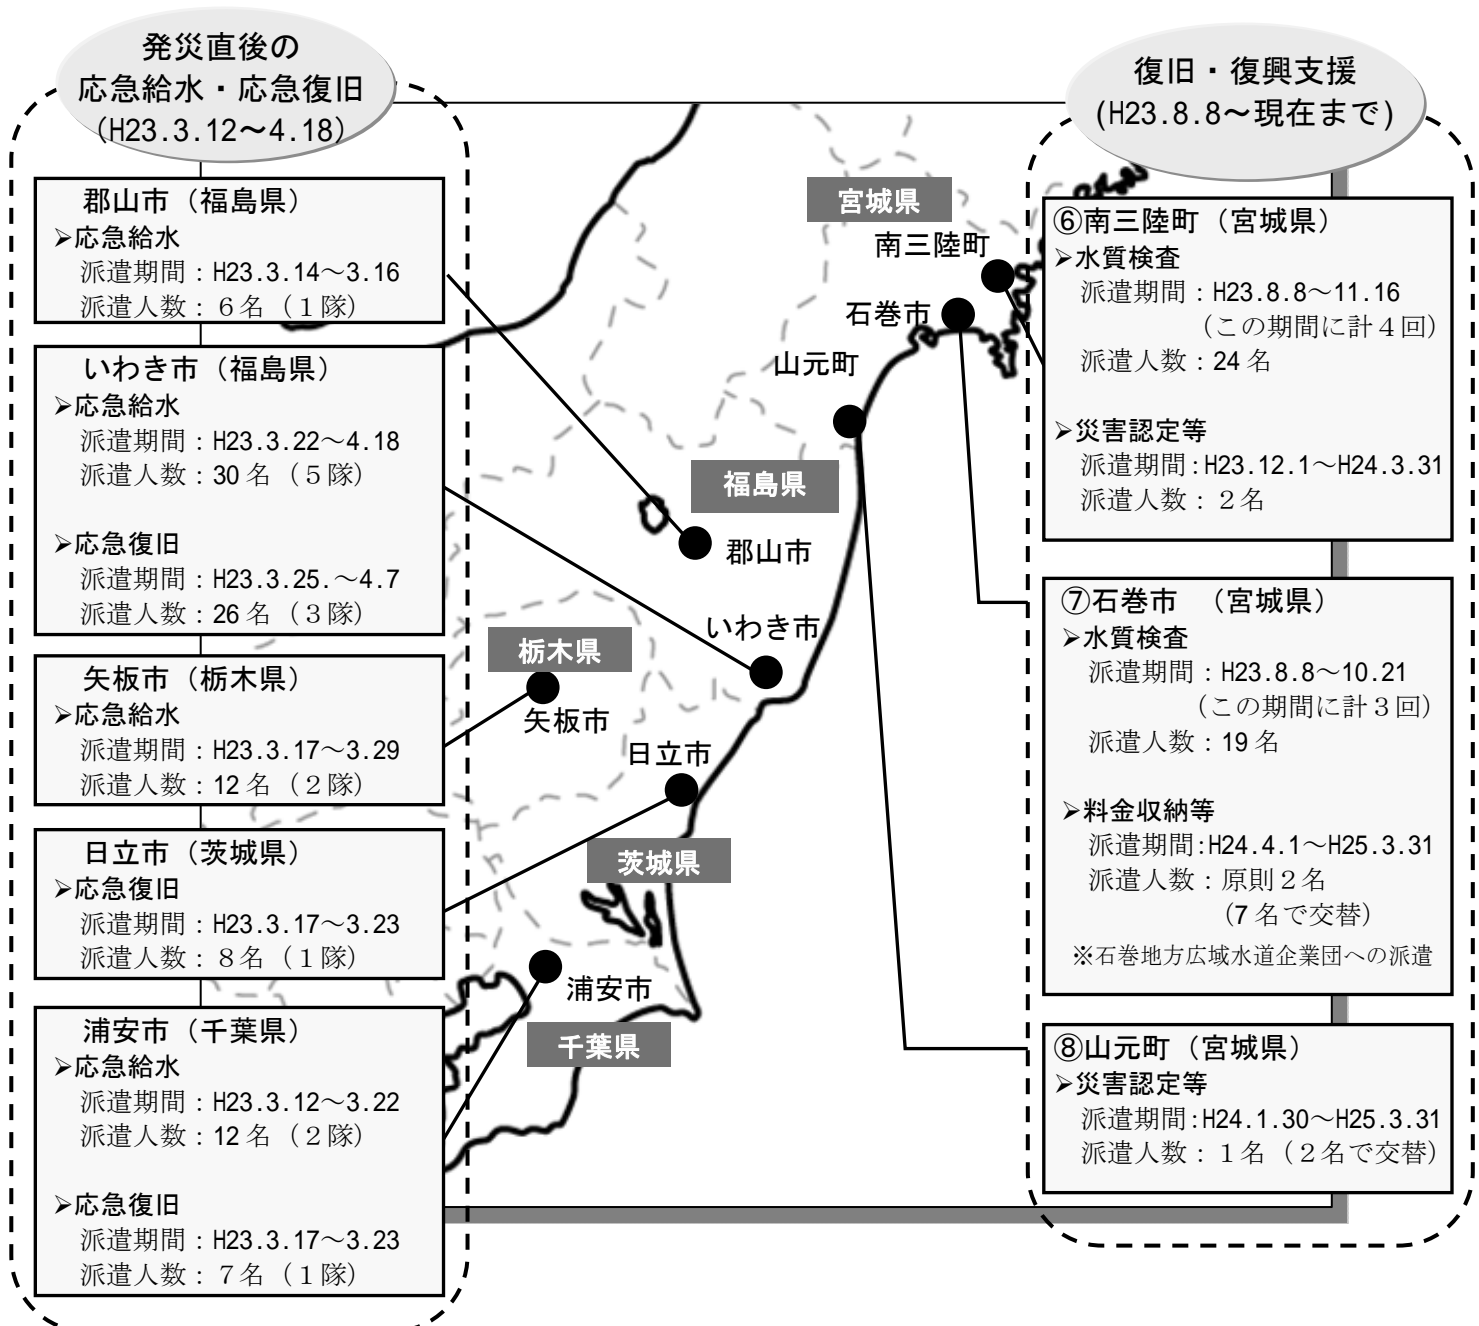 発災直後の
応急給水・応急復旧
(H23.3.12～4.18)
郡山市（福島県）
➢応急給水
派遣期間：H23.3.14～3.16
派遣人数：６名（１隊）
いわき市（福島県）
➢応急給水
派遣期間：H23.3.22～4.18
派遣人数：30名（５隊）
➢応急復旧
派遣期間：H23.3.25.～4.7
派遣人数：26名（３隊）
矢板市（栃木県）
➢応急給水
派遣期間：H23.3.17～3.29
派遣人数：12名（２隊）
日立市（茨城県）
➢応急復旧
派遣期間：H23.3.17～3.23
派遣人数：８名（１隊）
浦安市（千葉県）
➢応急給水
派遣期間：H23.3.12～3.22
派遣人数：12名（２隊）
➢応急復旧
派遣期間：H23.3.17～3.23
派遣人数：７名（１隊）
宮城県
南三陸町
石巻市
山元町
福島県
郡山市
いわき市
栃木県
矢板市
日立市
茨城県
浦安市
千葉県
復旧・復興支援
(H23.8.8～現在まで)
⑥南三陸町（宮城県）
➢水質検査
派遣期間：H23.8.8～11.16
（この期間に計４回）
派遣人数：24名
➢災害認定等
派遣期間：H23.12.1～H24.3.31
派遣人数：２名
⑦石巻市　（宮城県）
➢水質検査
派遣期間：H23.8.8～10.21
（この期間に計３回）
派遣人数：19名
➢料金収納等
派遣期間：H24.4.1～H25.3.31
派遣人数：原則２名
（7名で交替）
※石巻地方広域水道企業団への派遣
⑧山元町（宮城県）
➢災害認定等
派遣期間：H24.1.30～H25.3.31
派遣人数：１名（２名で交替）